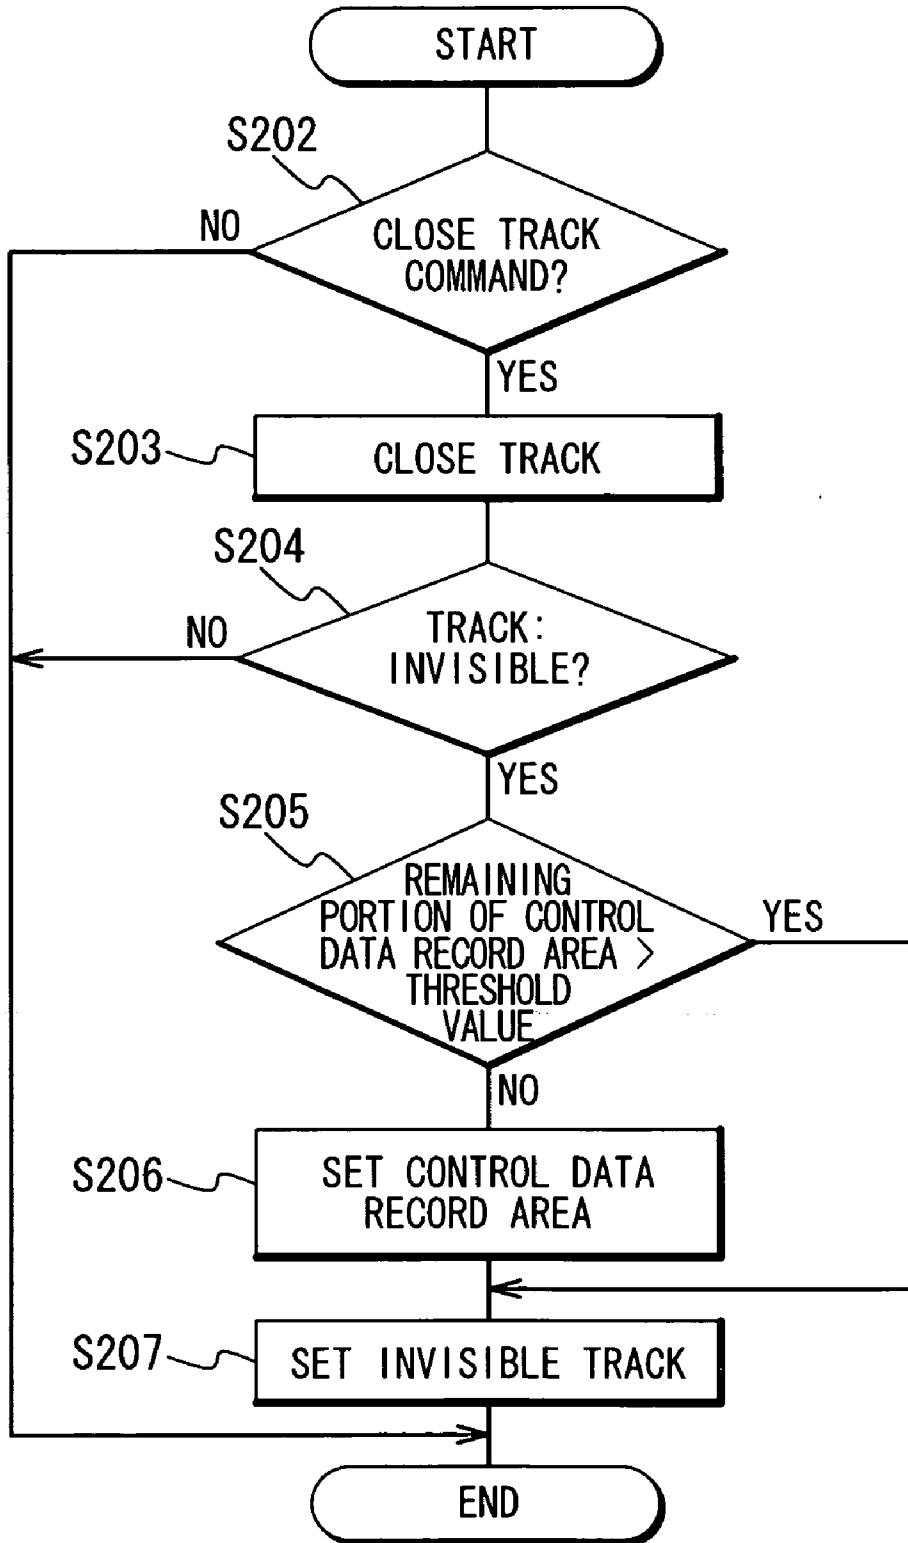 START
S202
NO
CLOSE TRACK
COMMAND?
YES
S203
CLOSE TRACK
S204
NO
TRACK:
INVISIBLE?
YES
S205
REMAINING
PORTION OF CONTROL
DATA RECORD AREA >
THRESHOLD
VALUE
YES
NO
S206
SET CONTROL DATA
RECORD AREA
S207
SET INVISIBLE TRACK
END